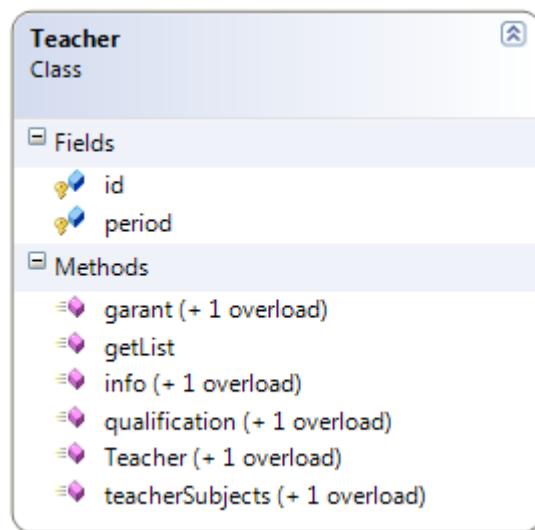 Teacher
Class
Fields
id
period
Methods
garant (+ 1 overload)
getList
info (+ 1 overload)
qualification (+ 1 overload)
Teacher (+ 1 overload)
teacherSubjects (+ 1 overload)